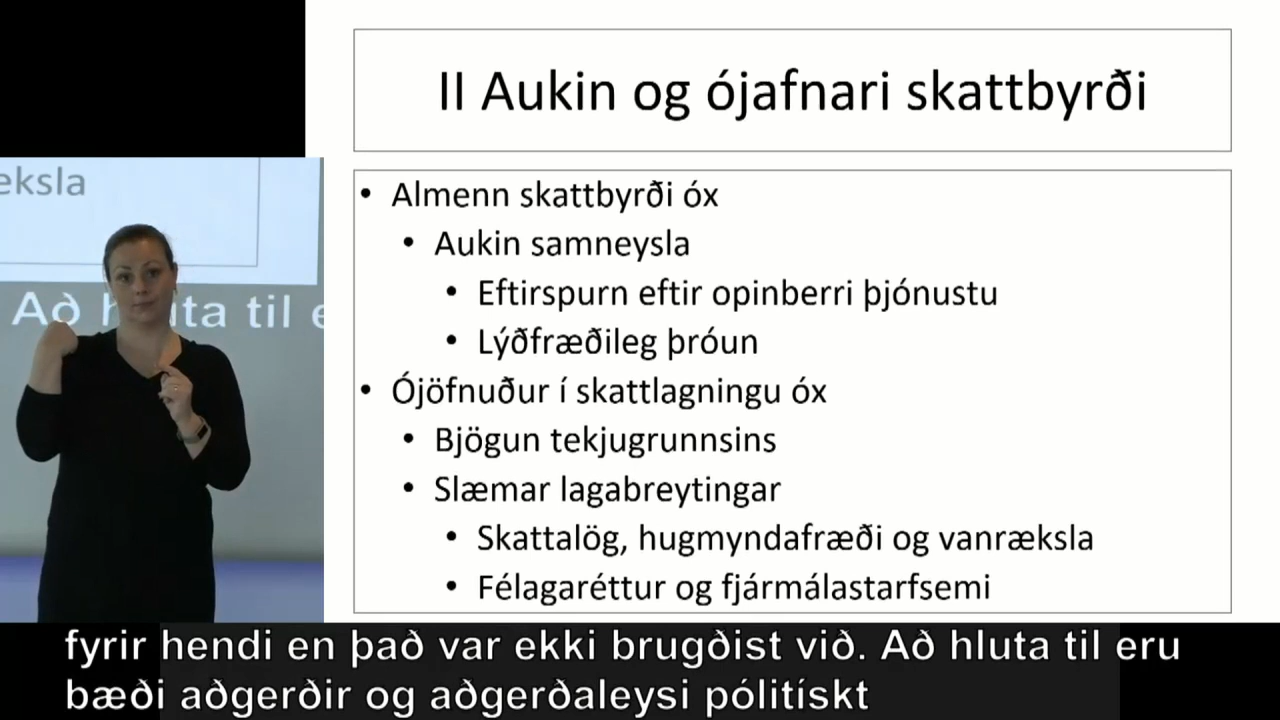 II Aukin og ójafnari skattbyrði
• Almenn skattbyrði óx
• Aukin samneysla
• Eftirspurn eftir opinberri þjónustu
• Lýðfræðileg þróun
• Ójöfnuður í skattlagningu óx
• Bjögun tekjugrunnsins
• Slæmar lagabreytingar
• Skattalög, hugmyndafræði og vanræksla
• Félagaréttur og fjármálastarfsemi
fyrir hendi en það var ekki brugðist við. Að hluta til eru
bæði aðgerðir og aðgerðaleysi pólitískt